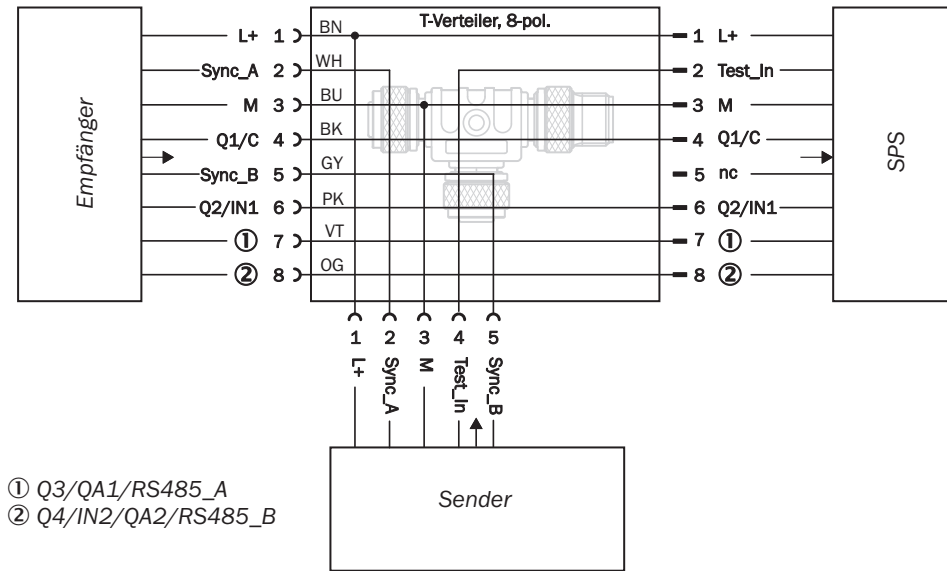 T-Verteiler, 8-pol.
Empfänger
L+ 1 BN 1 L+
Sync_A 2 WH 2 Test_In
M 3 BU 3 M
Q1/C 4 BK 4 Q1/C
Sync_B 5 GY 5 nc
Q2/IN1 6 PK 6 Q2/IN1
① 7 VT 7 ①
② 8 OG 8 ②
SPS
1 2 3 4 5
L+ Sync_A M Test_In Sync_B
Sender
① Q3/QA1/RS485_A
② Q4/IN2/QA2/RS485_B